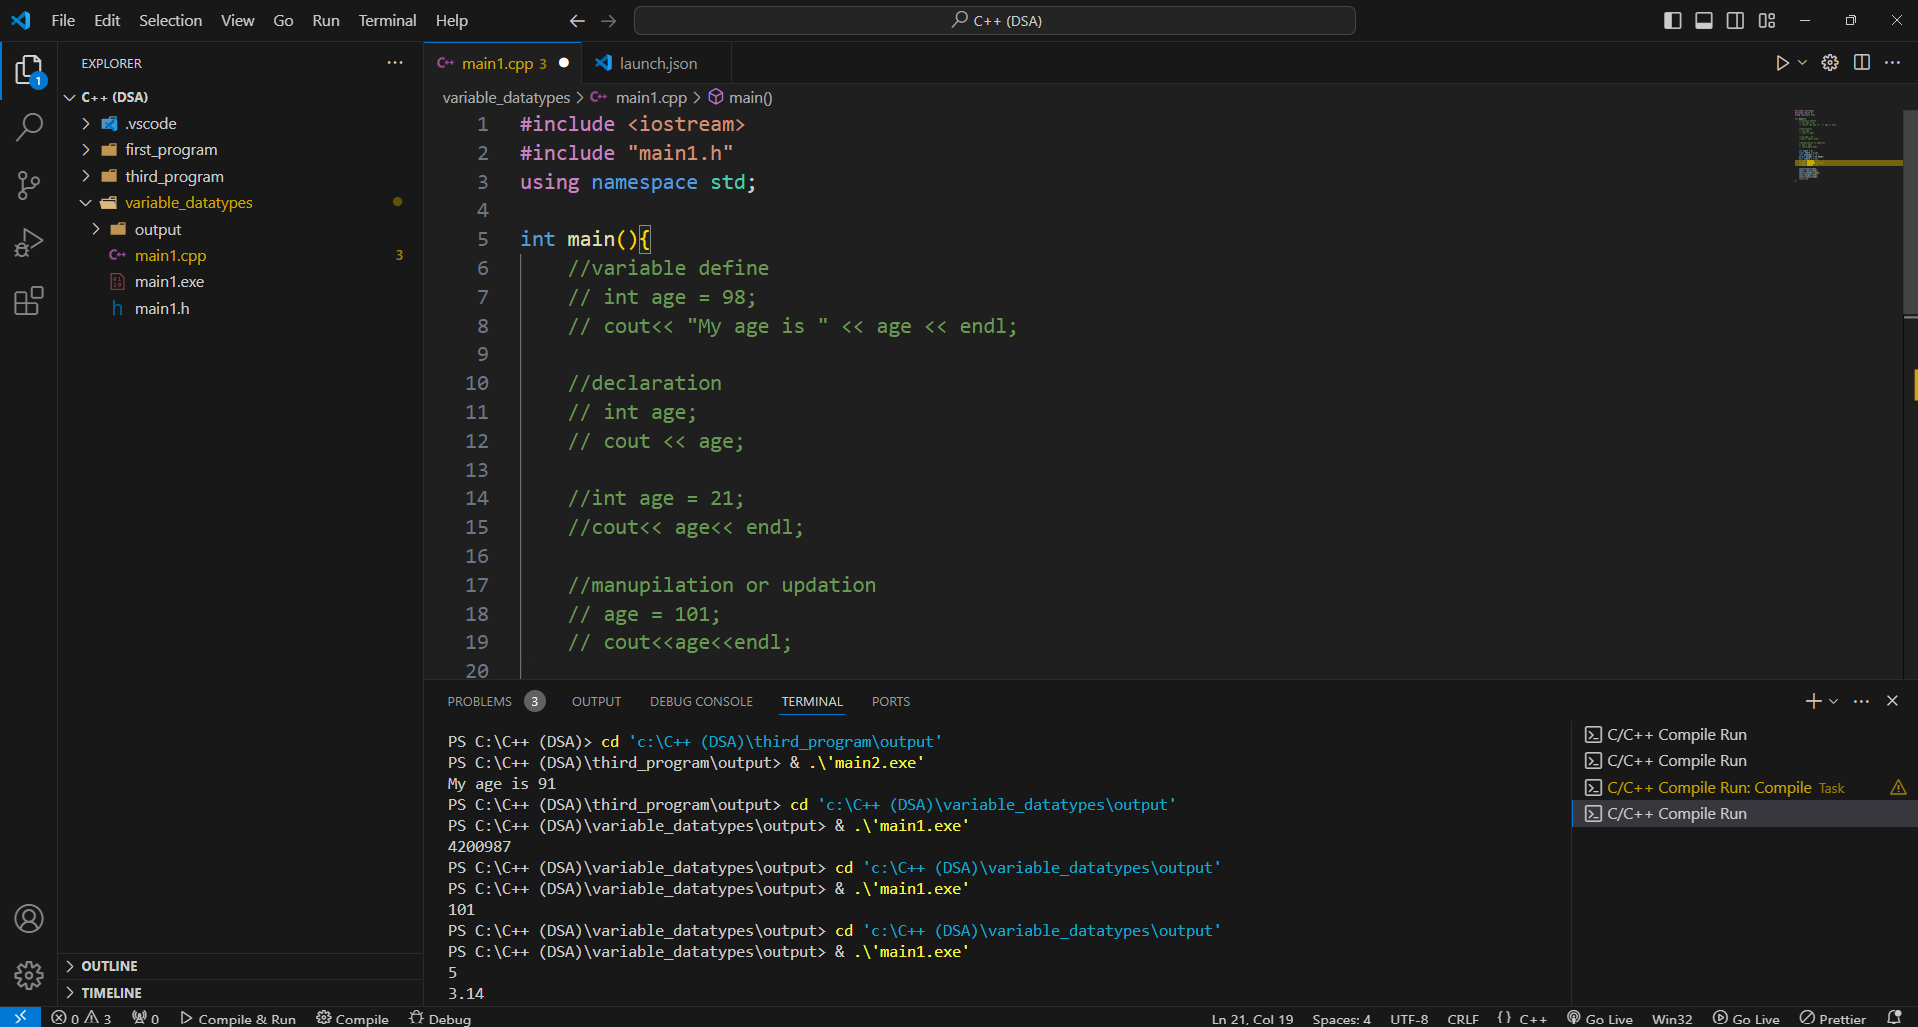 File Edit Selection View Go Run Terminal Help
C++ (DSA)
EXPLORER
C++ (DSA)
.vscode
first_program
third_program
variable_datatypes
output
main1.cpp 3
main1.exe
main1.h
OUTLINE
TIMELINE
1
main1.cpp 3
launch.json
variable_datatypes > main1.cpp > main()
1 #include <iostream>
2 #include "main1.h"
3 using namespace std;
4
5 int main(){
6 //variable define
7 // int age = 98;
8 // cout<< "My age is " << age << endl;
9
10 //declaration
11 // int age;
12 // cout << age;
13
14 //int age = 21;
15 //cout<< age<< endl;
16
17 //manupilation or updation
18 // age = 101;
19 // cout<<age<<endl;
20
PROBLEMS 3 OUTPUT DEBUG CONSOLE TERMINAL PORTS
PS C:\C++ (DSA)> cd 'c:\C++ (DSA)\third_program\output'
PS C:\C++ (DSA)\third_program\output> & .\'main2.exe'
My age is 91
PS C:\C++ (DSA)\third_program\output> cd 'c:\C++ (DSA)\variable_datatypes\output'
PS C:\C++ (DSA)\variable_datatypes\output> & .\'main1.exe'
4200987
PS C:\C++ (DSA)\variable_datatypes\output> cd 'c:\C++ (DSA)\variable_datatypes\output'
PS C:\C++ (DSA)\variable_datatypes\output> & .\'main1.exe'
101
PS C:\C++ (DSA)\variable_datatypes\output> cd 'c:\C++ (DSA)\variable_datatypes\output'
PS C:\C++ (DSA)\variable_datatypes\output> & .\'main1.exe'
5
3.14
C/C++ Compile Run
C/C++ Compile Run
C/C++ Compile Run: Compile Task
C/C++ Compile Run
0 3 0 Compile & Run Compile Debug Ln 21, Col 19 Spaces: 4 UTF-8 CRLF {} C++ Go Live Win32 Go Live Prettier